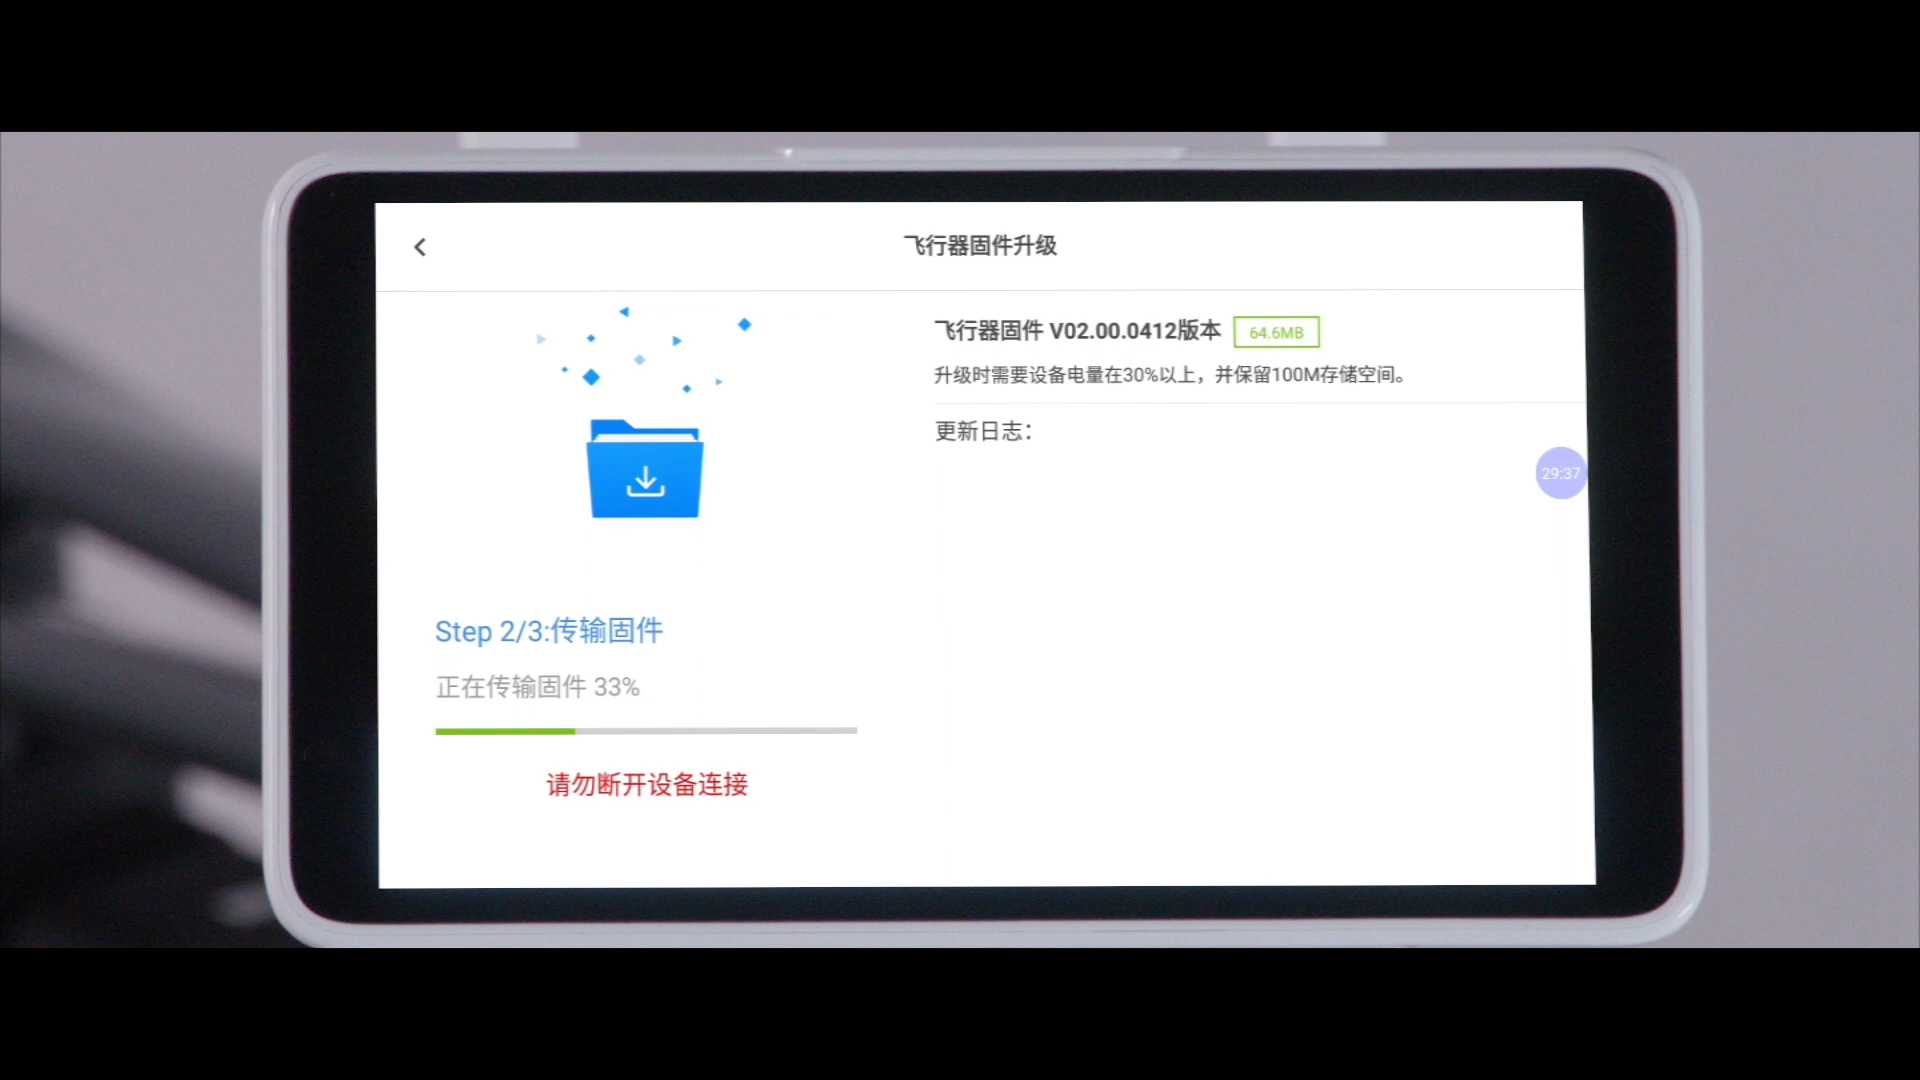 飞行器固件升级
飞行器固件 V02.00.0412版本 64.6MB
升级时需要设备电量在30%以上，并保留100M存储空间。
更新日志：
29:37
Step 2/3:传输固件
正在传输固件 33%
请勿断开设备连接